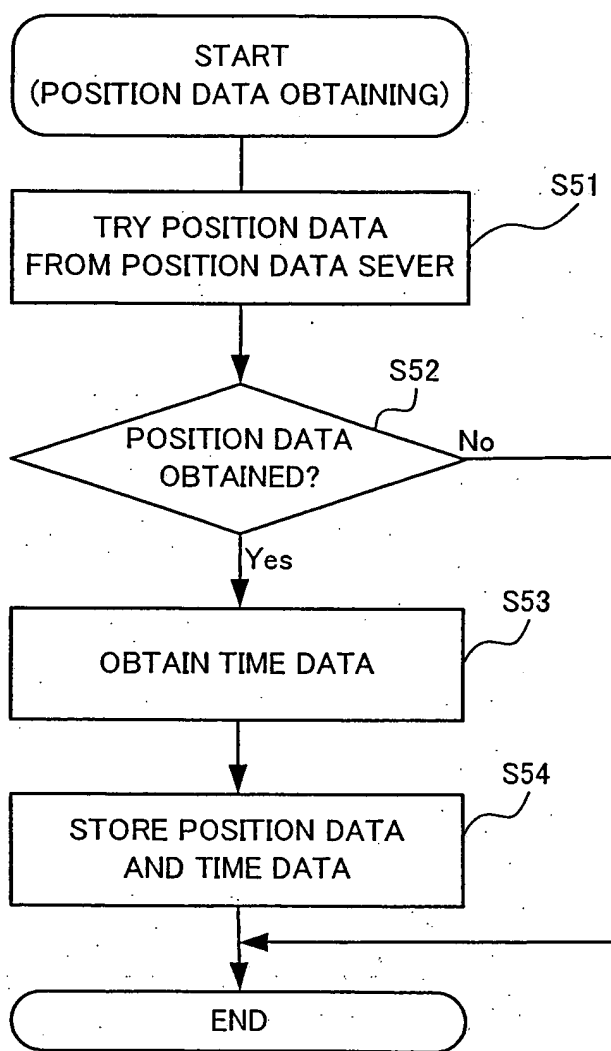 START
(POSITION DATA OBTAINING)
S51
TRY POSITION DATA
FROM POSITION DATA SEVER
S52
POSITION DATA
OBTAINED?
No
Yes
S53
OBTAIN TIME DATA
S54
STORE POSITION DATA
AND TIME DATA
END